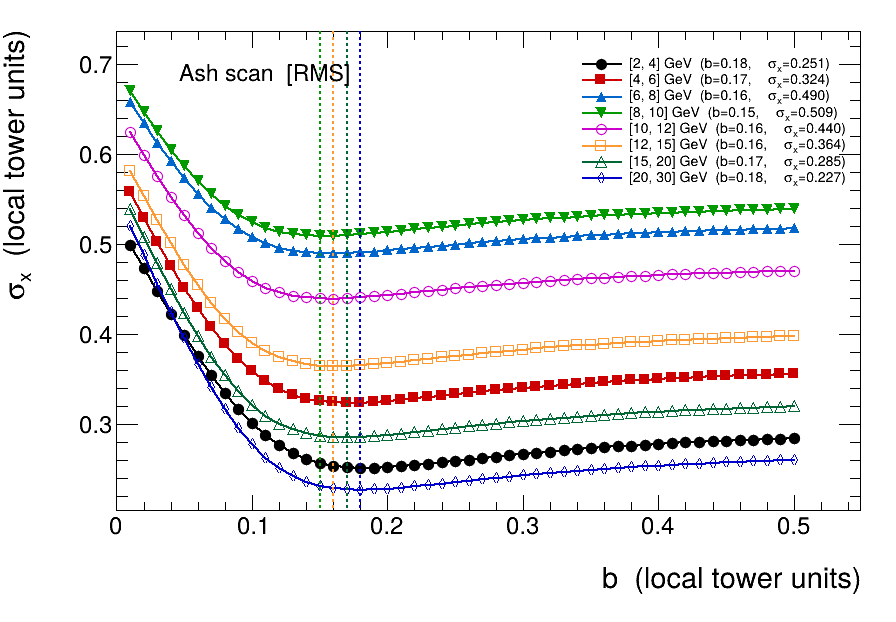 Ash scan [RMS]
[2, 4] GeV (b=0.18, σx=0.251)
[4, 6] GeV (b=0.17, σx=0.324)
[6, 8] GeV (b=0.16, σx=0.490)
[8, 10] GeV (b=0.15, σx=0.509)
[10, 12] GeV (b=0.16, σx=0.440)
[12, 15] GeV (b=0.16, σx=0.364)
[15, 20] GeV (b=0.17, σx=0.285)
[20, 30] GeV (b=0.18, σx=0.227)
σx (local tower units)
0.7
0.6
0.5
0.4
0.3
0 0.1 0.2 0.3 0.4 0.5
b (local tower units)